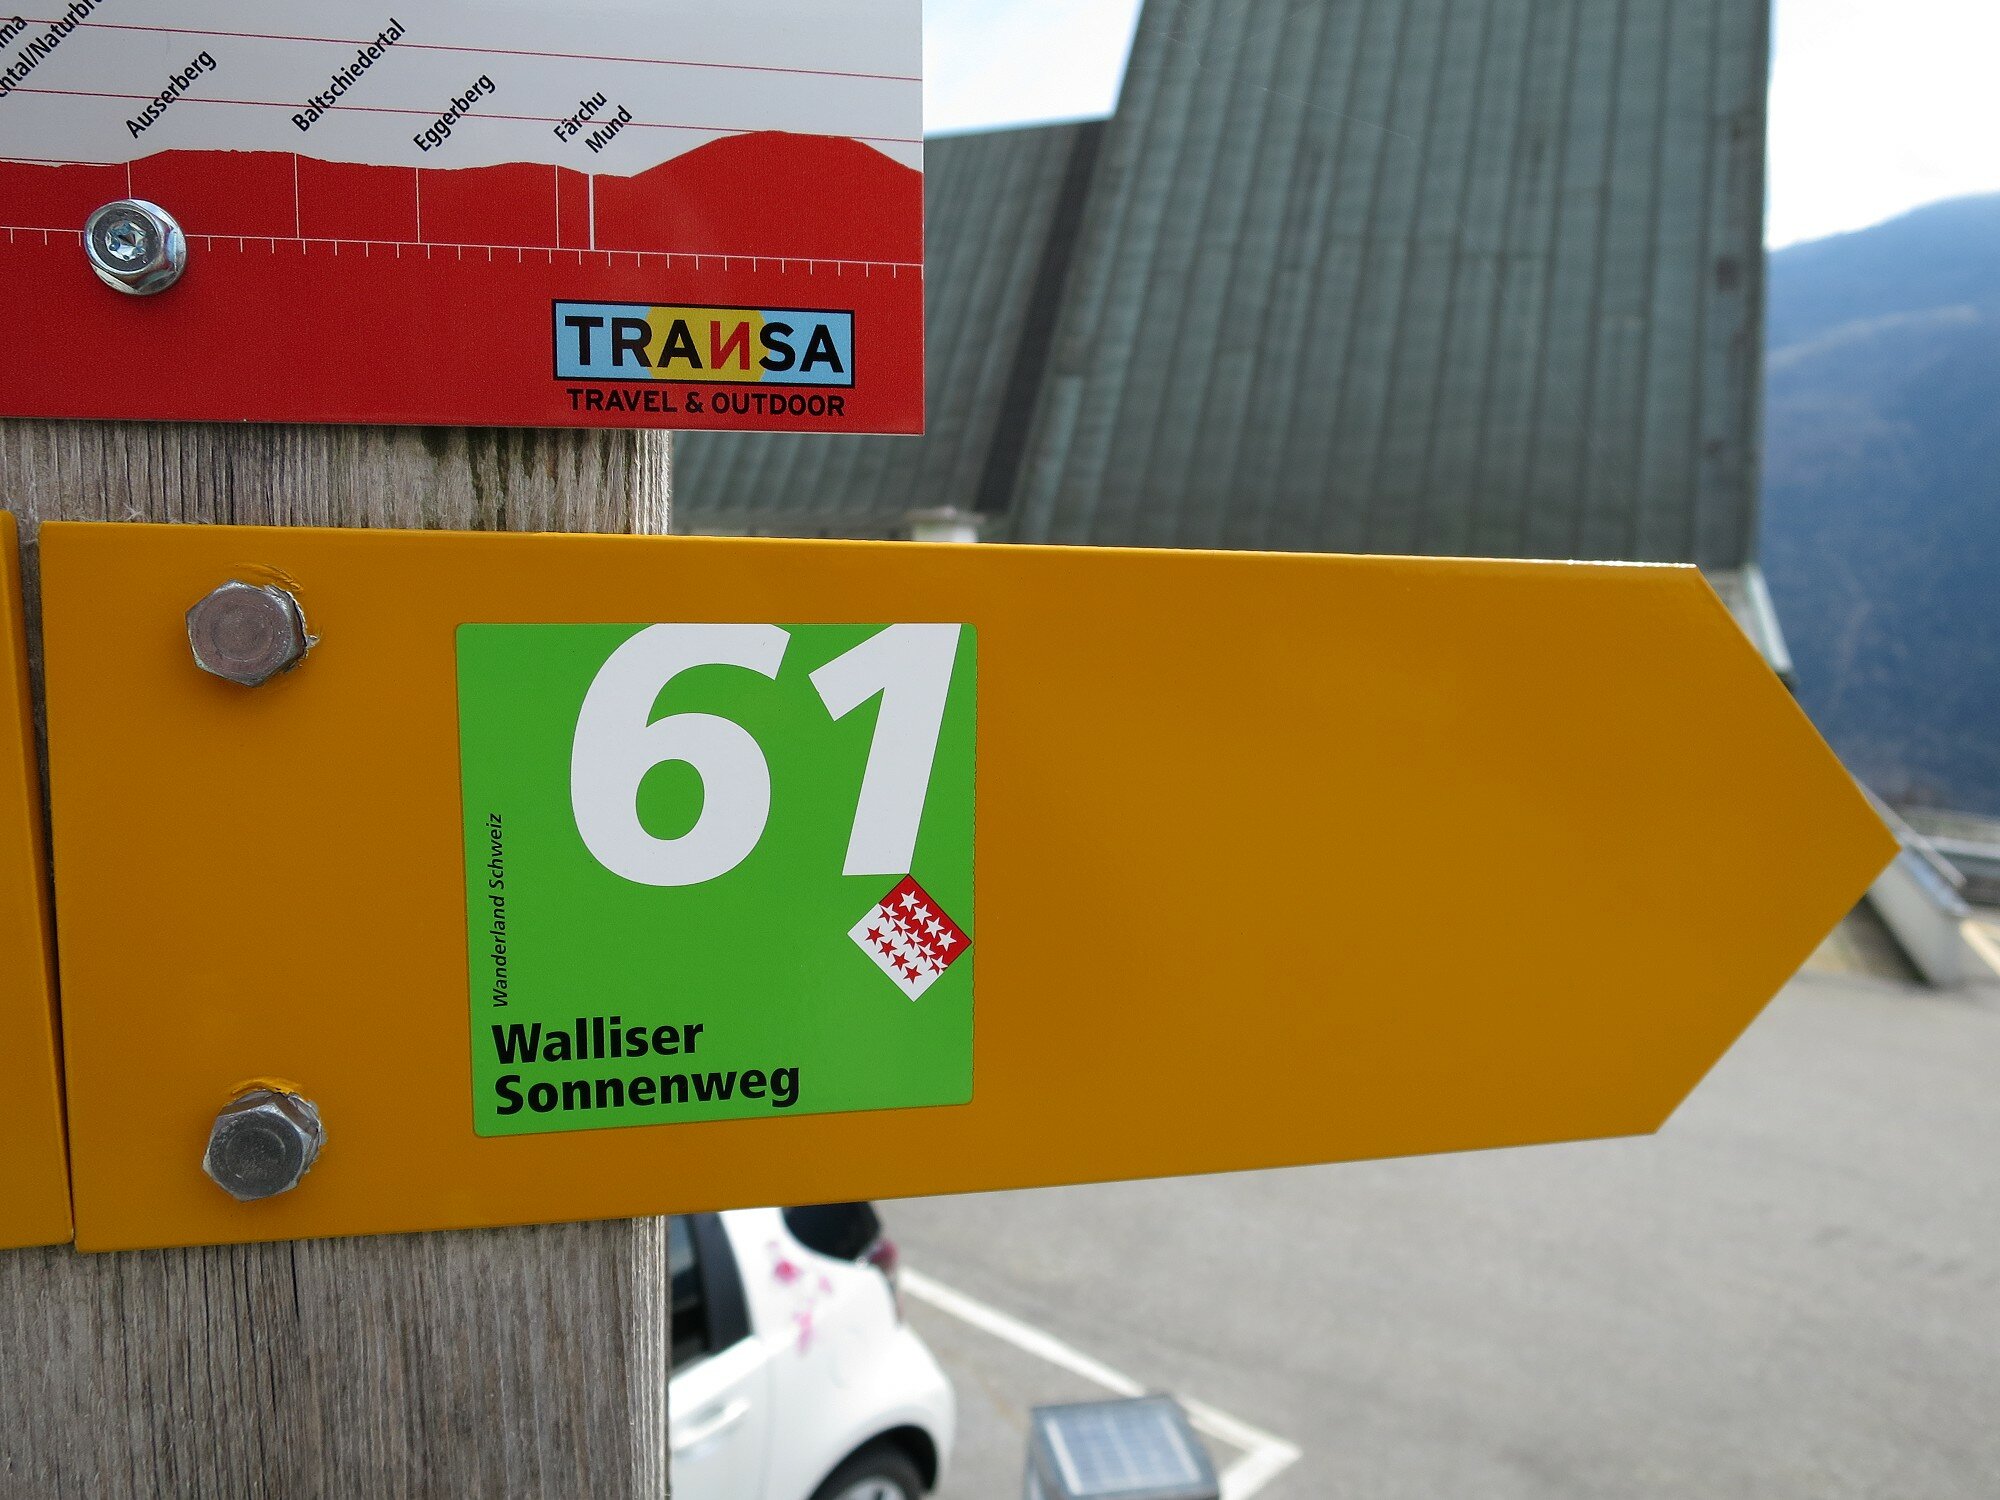 Ausserberg
Baltschiedertal
Eggerberg
Färchu
Mund
TRANSA
TRAVEL & OUTDOOR
61
Wanderland Schweiz
Walliser
Sonnenweg